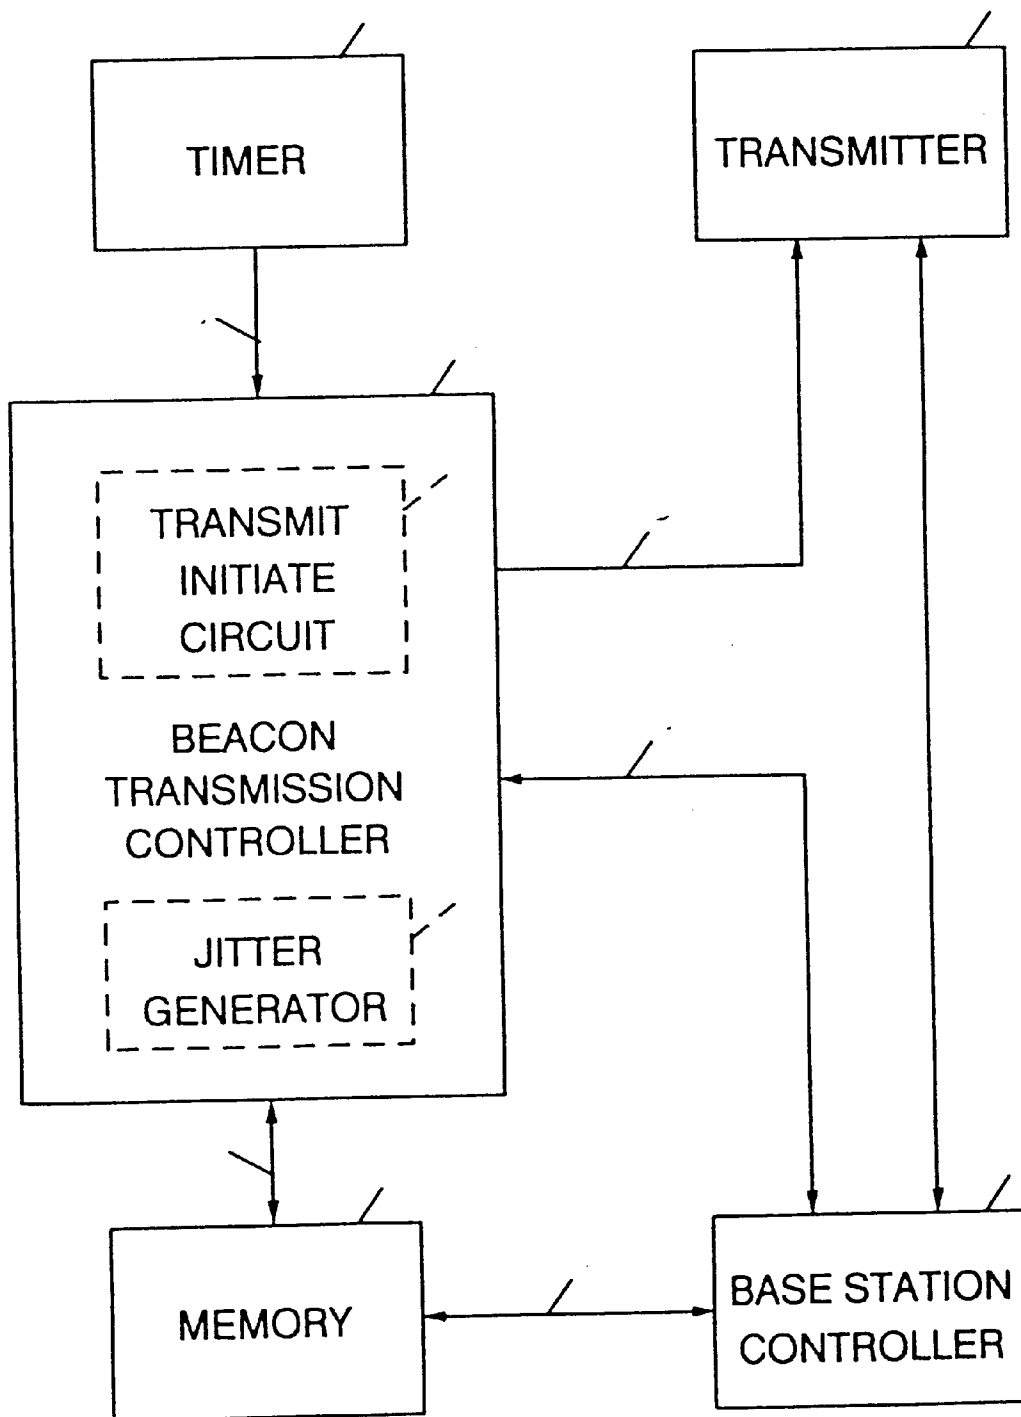 TIMER
TRANSMITTER
TRANSMIT
INITIATE
CIRCUIT
BEACON
TRANSMISSION
CONTROLLER
JITTER
GENERATOR
MEMORY
BASE STATION
CONTROLLER